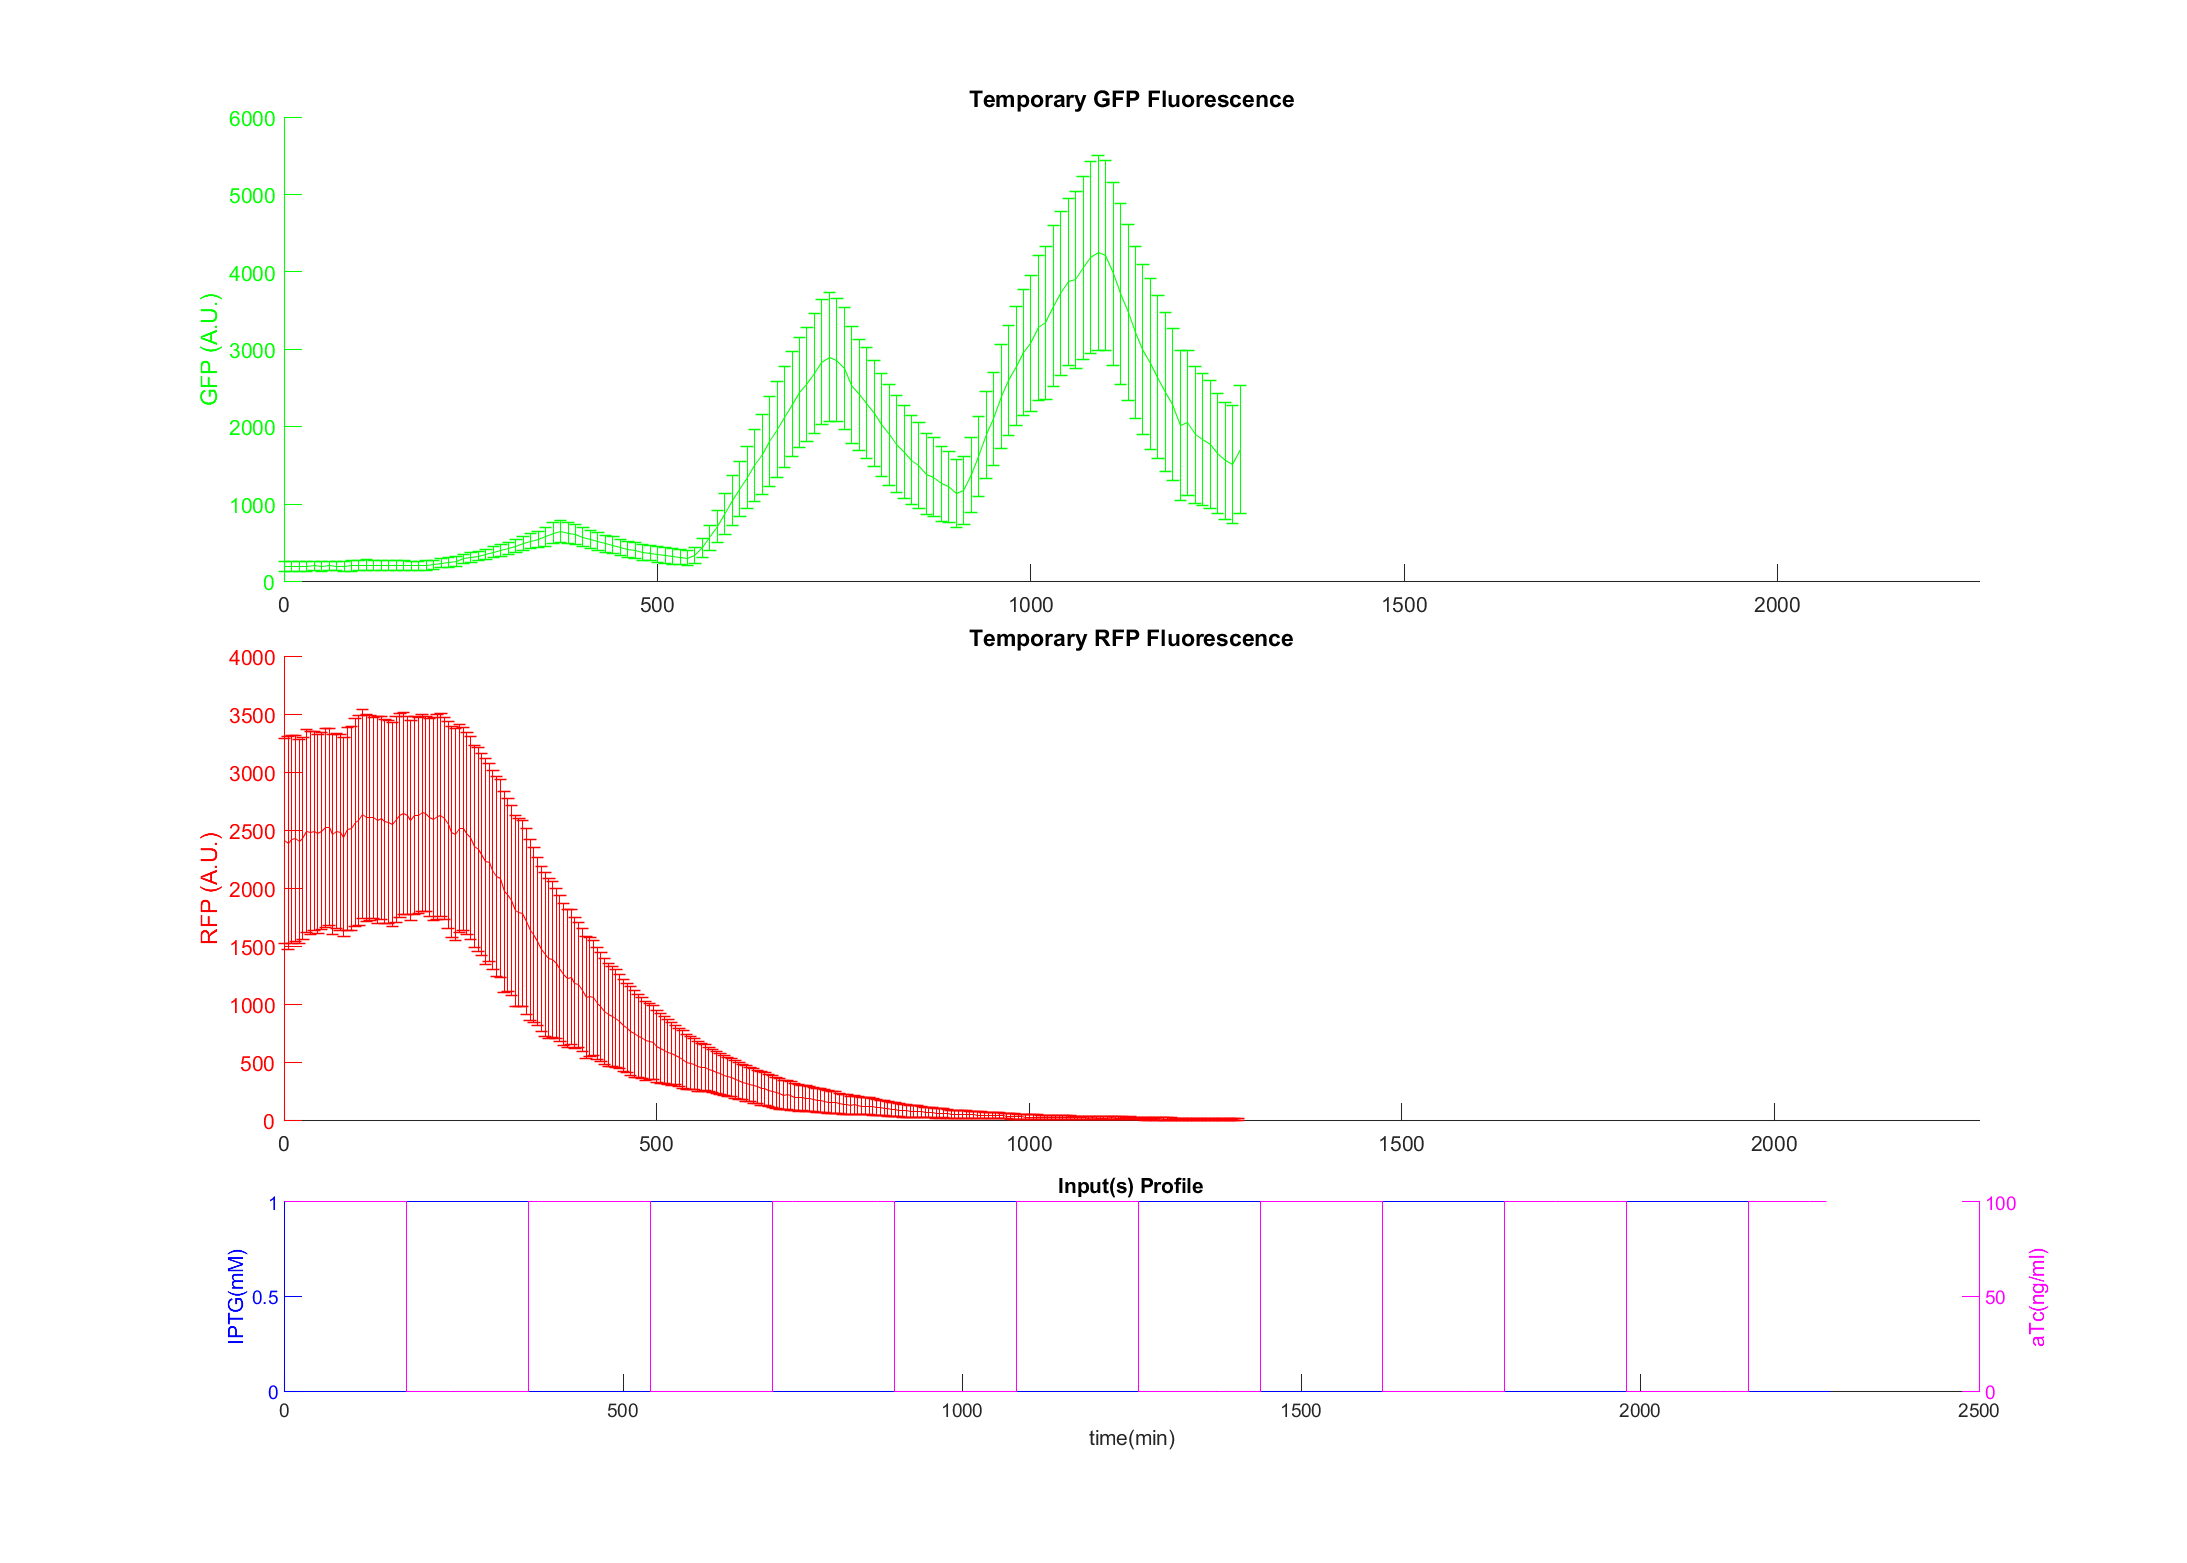 Temporary GFP Fluorescence
6000
5000
4000
3000
2000
1000
0
GFP (A.U.)
0 500 1000 1500 2000
Temporary RFP Fluorescence
4000
3500
3000
2500
2000
1500
1000
500
0
RFP (A.U.)
0 500 1000 1500 2000
Input(s) Profile
1
0.5
0
IPTG(mM)
100
50
0
aTc(ng/ml)
0 500 1000 1500 2000 2500
time(min)